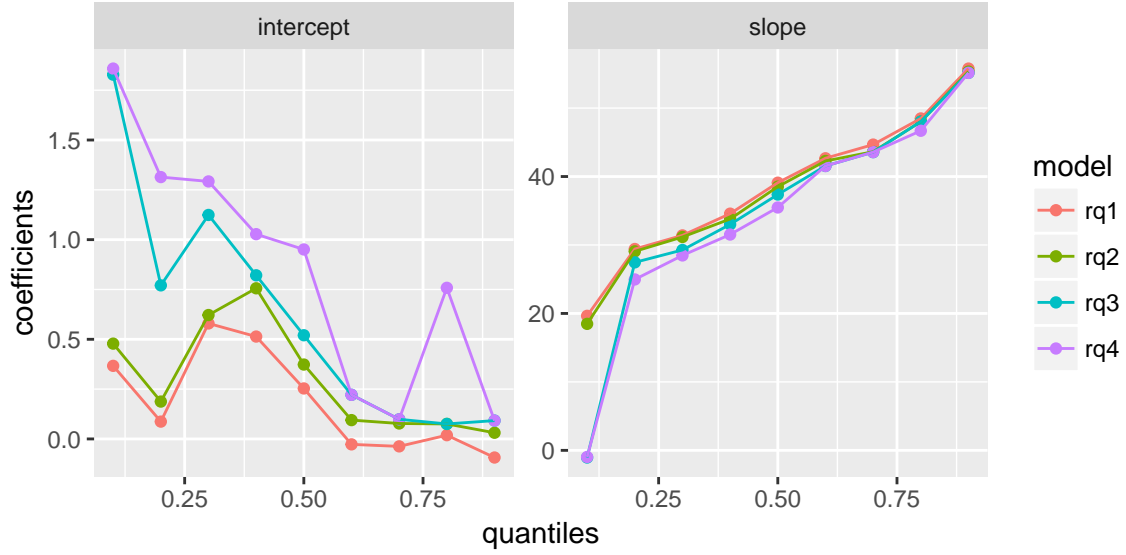 intercept
slope
coefficients
1.5
1.0
0.5
0.0
40
20
0
0.25
0.50
0.75
0.25
0.50
0.75
quantiles
model
rq1
rq2
rq3
rq4